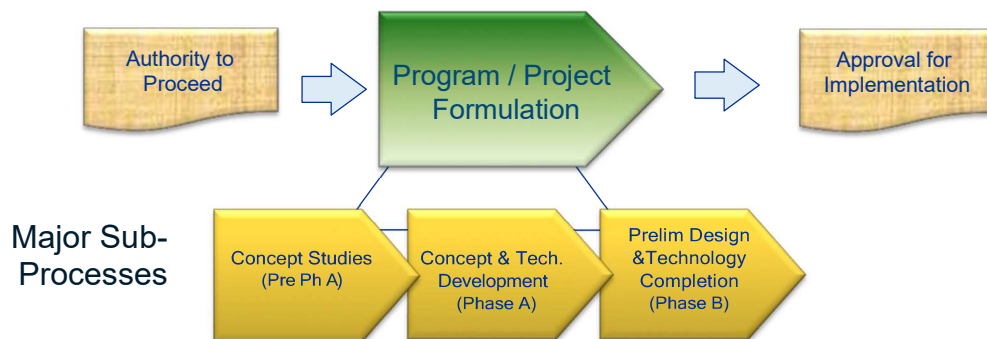 Authority to
Proceed
Program / Project
Formulation
Approval for
Implementation
Major Sub-
Processes
Concept Studies
(Pre Ph A)
Concept & Tech.
Development
(Phase A)
Prelim Design
&Technology
Completion
(Phase B)